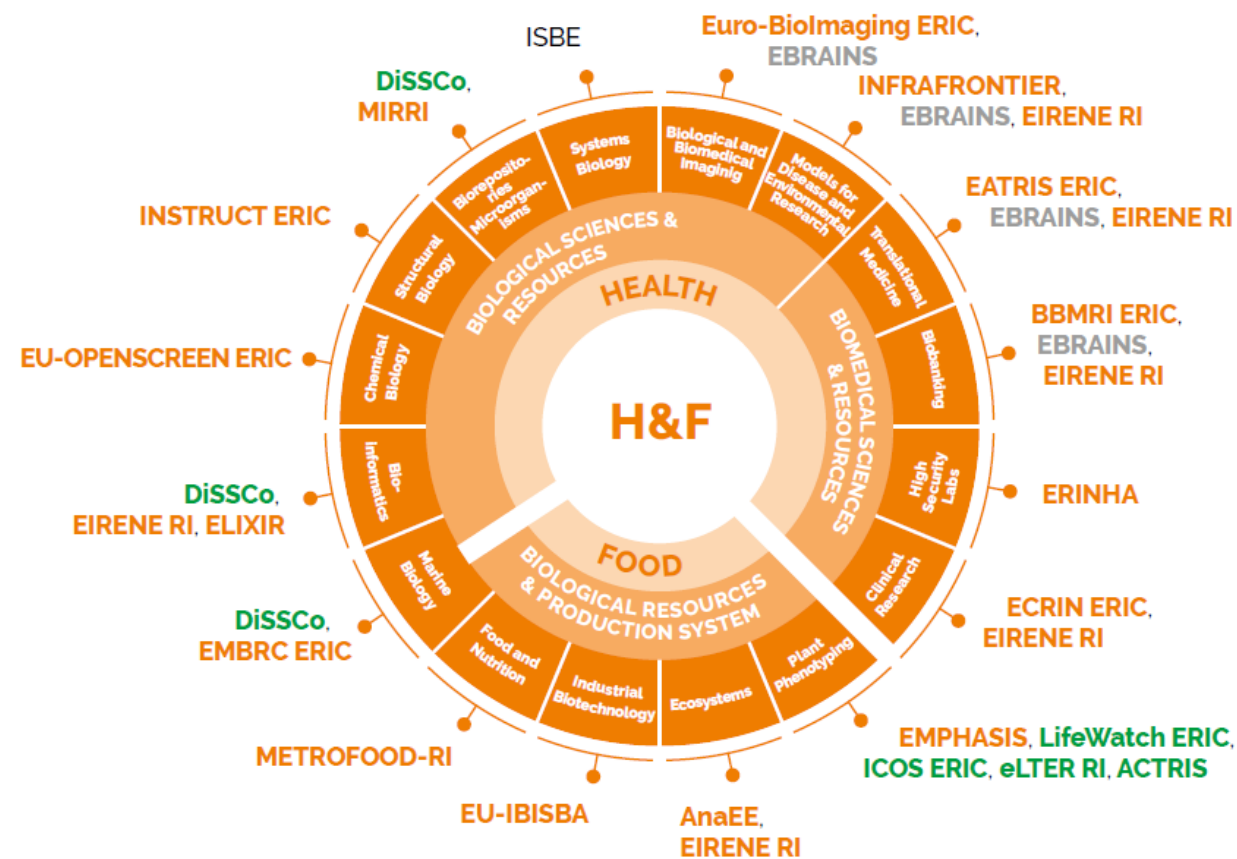 ISBE
Euro-BioImaging ERIC,
EBRAINS
DiSSCo,
MIRRI
INFRAFRONTIER,
EBRAINS, EIRENE RI
INSTRUCT ERIC
EATRIS ERIC,
EBRAINS, EIRENE RI
EU-OPENSCREEN ERIC
BBMRI ERIC,
EBRAINS,
EIRENE RI
DiSSCo,
EIRENE RI, ELIXIR
ERINHA
DiSSCo,
EMBRC ERIC
ECRIN ERIC,
EIRENE RI
METROFOOD-RI
EMPHASIS, LifeWatch ERIC,
ICOS ERIC, eLTER RI, ACTRIS
EU-IBISBA
AnaEE,
EIRENE RI
Systems
Biology
Biological and
Biomedical
Imaginig
Models for
Disease and
Environmental
Research
Translational
Medicine
Biobanking
High
Security
Labs
Clinical
Research
Plant
Phenotyping
Ecosystems
Industrial
Biotechnology
Food and
Nutrition
Marine
Biology
Bio-
informatics
Chemical
Biology
Structural
Biology
Bioreposito-
ries
Microorgan-
isms
BIOLOGICAL SCIENCES &
RESOURCES
BIOMEDICAL SCIENCES
& RESOURCES
BIOLOGICAL RESOURCES
& PRODUCTION SYSTEM
HEALTH
H&F
FOOD